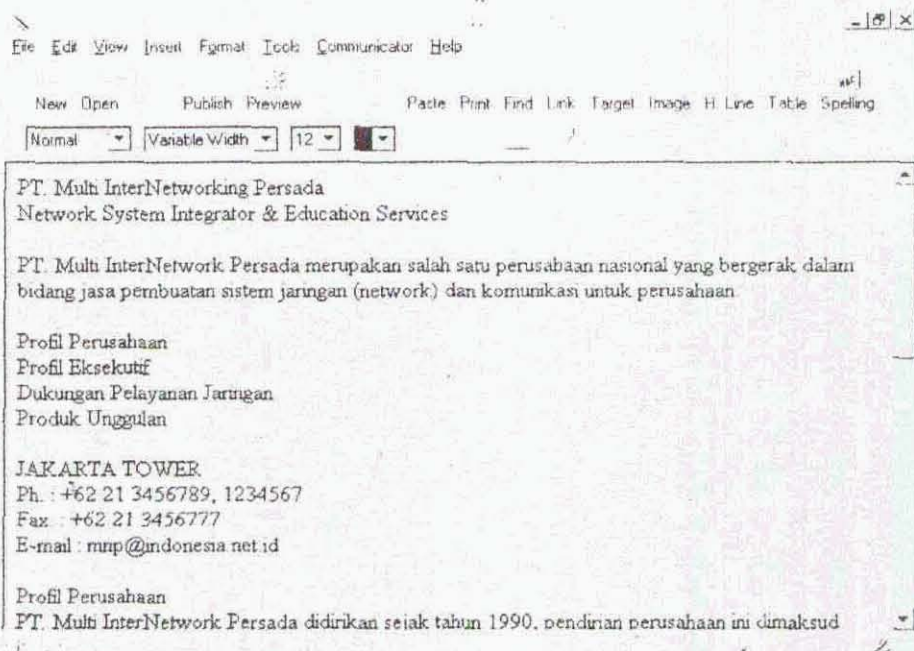 File Edit View Insert Format Tools Communicator Help
New Open Publish Preview Paste Print Find Link Target Image H. Line Table Spelling
Normal Variable Width 12
PT. Multi InterNetworking Persada
Network System Integrator & Education Services
PT. Multi InterNetwork Persada merupakan salah satu perusahaan nasional yang bergerak dalam
bidang jasa pembuatan sistem jaringan (network) dan komunikasi untuk perusahaan.
Profil Perusahaan
Profil Eksekutif
Dukungan Pelayanan Jaringan
Produk Unggulan
JAKARTA TOWER
Ph. : +62 21 3456789, 1234567
Fax. : +62 21 3456777
E-mail : mnp@indonesia.net.id
Profil Perusahaan
PT. Multi InterNetwork Persada didirikan sejak tahun 1990, pendirian perusahaan ini dimaksud